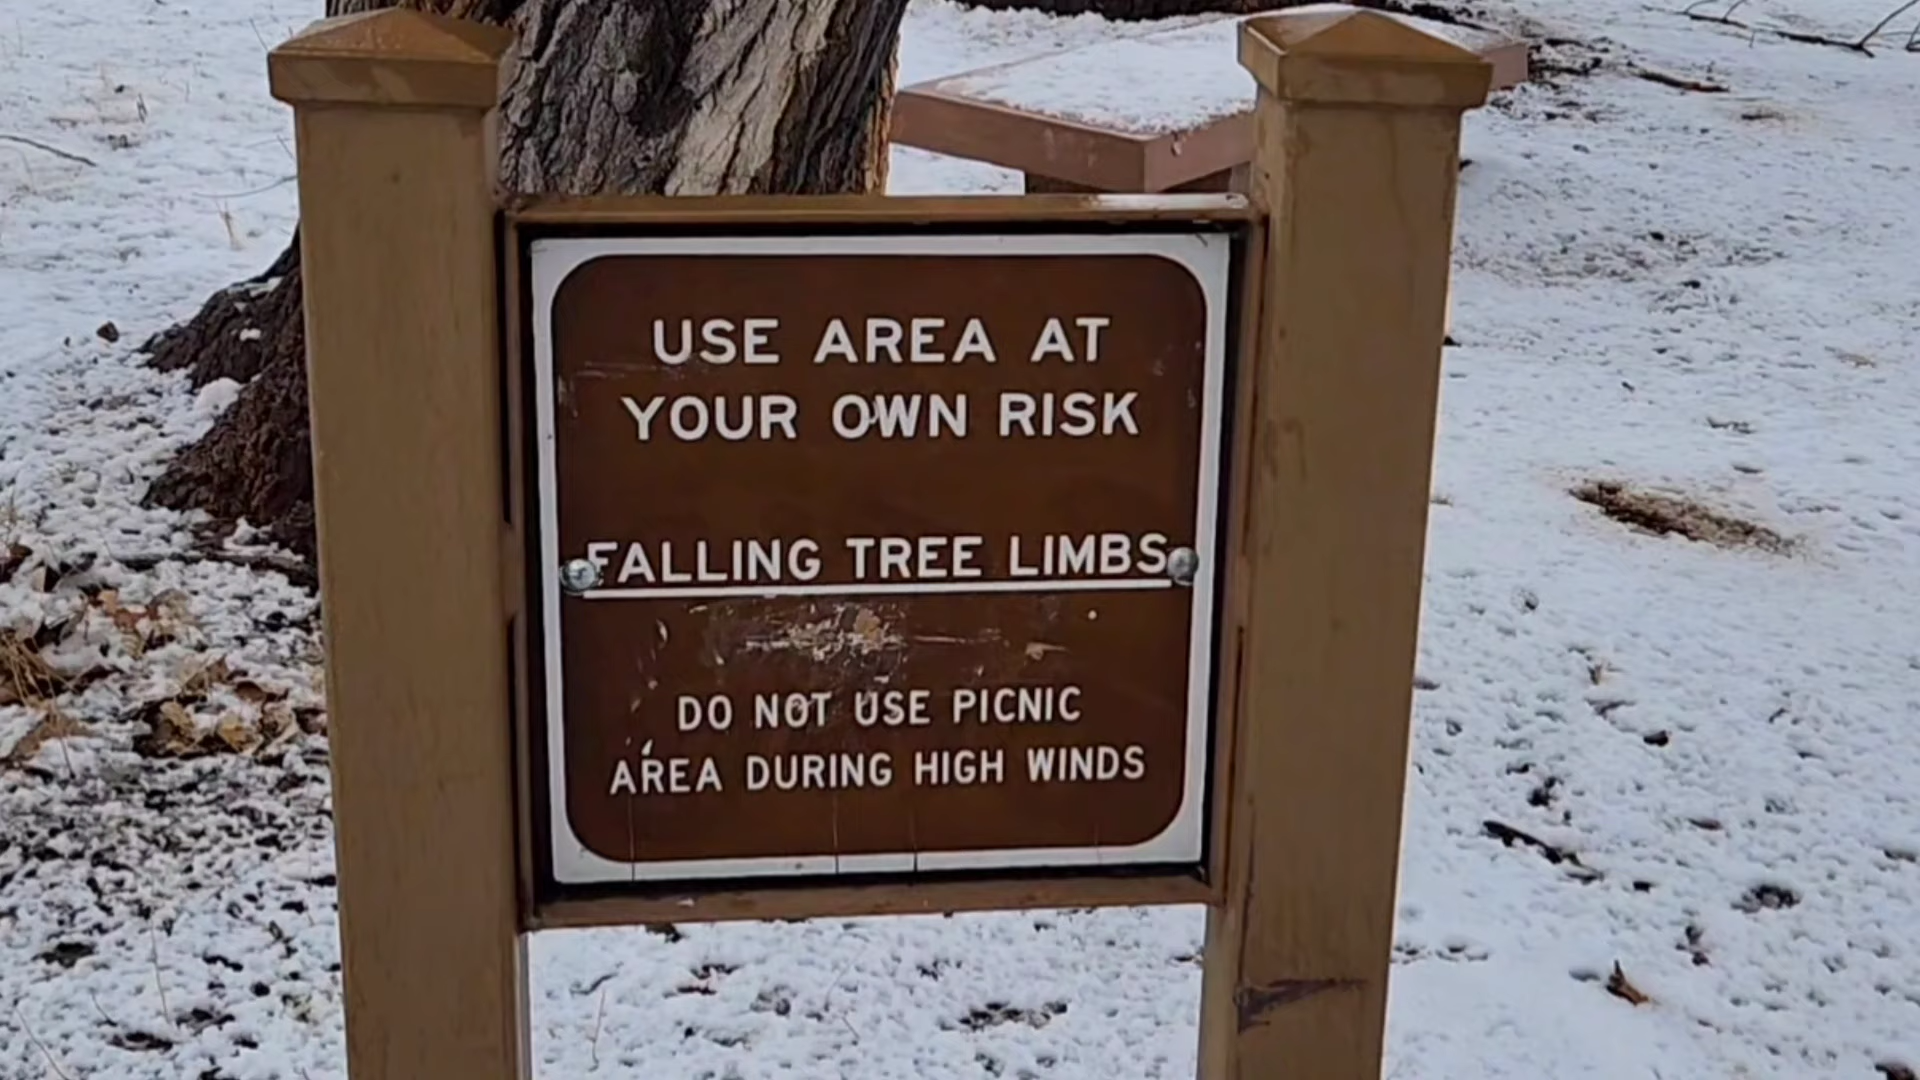 USE AREA AT
YOUR OWN RISK
FALLING TREE LIMBS
DO NOT USE PICNIC
AREA DURING HIGH WINDS